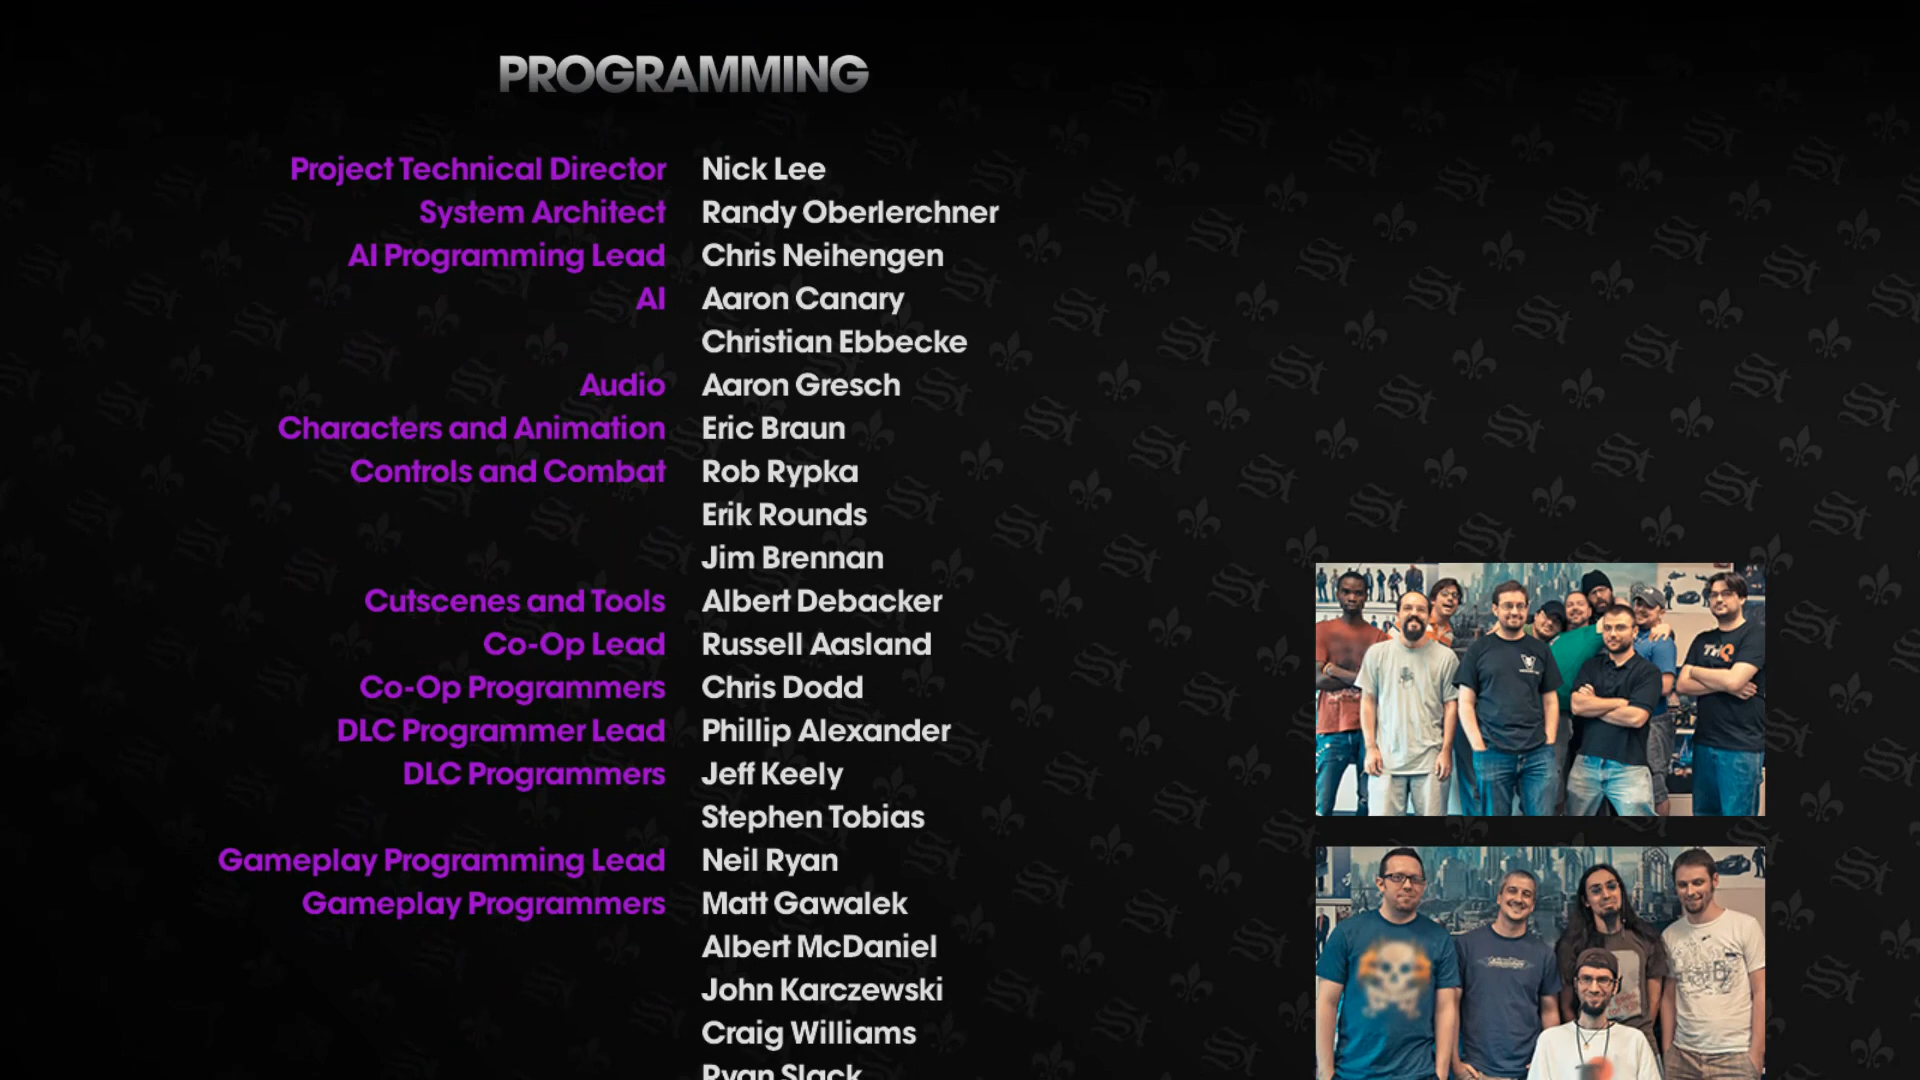 PROGRAMMING
Project Technical Director Nick Lee
System Architect Randy Oberlerchner
AI Programming Lead Chris Neihengen
AI Aaron Canary
Christian Ebbecke
Audio Aaron Gresch
Characters and Animation Eric Braun
Controls and Combat Rob Rypka
Erik Rounds
Jim Brennan
Cutscenes and Tools Albert Debacker
Co-Op Lead Russell Aasland
Co-Op Programmers Chris Dodd
DLC Programmer Lead Phillip Alexander
DLC Programmers Jeff Keely
Stephen Tobias
Gameplay Programming Lead Neil Ryan
Gameplay Programmers Matt Gawalek
Albert McDaniel
John Karczewski
Craig Williams
Ryan Slack
THQ